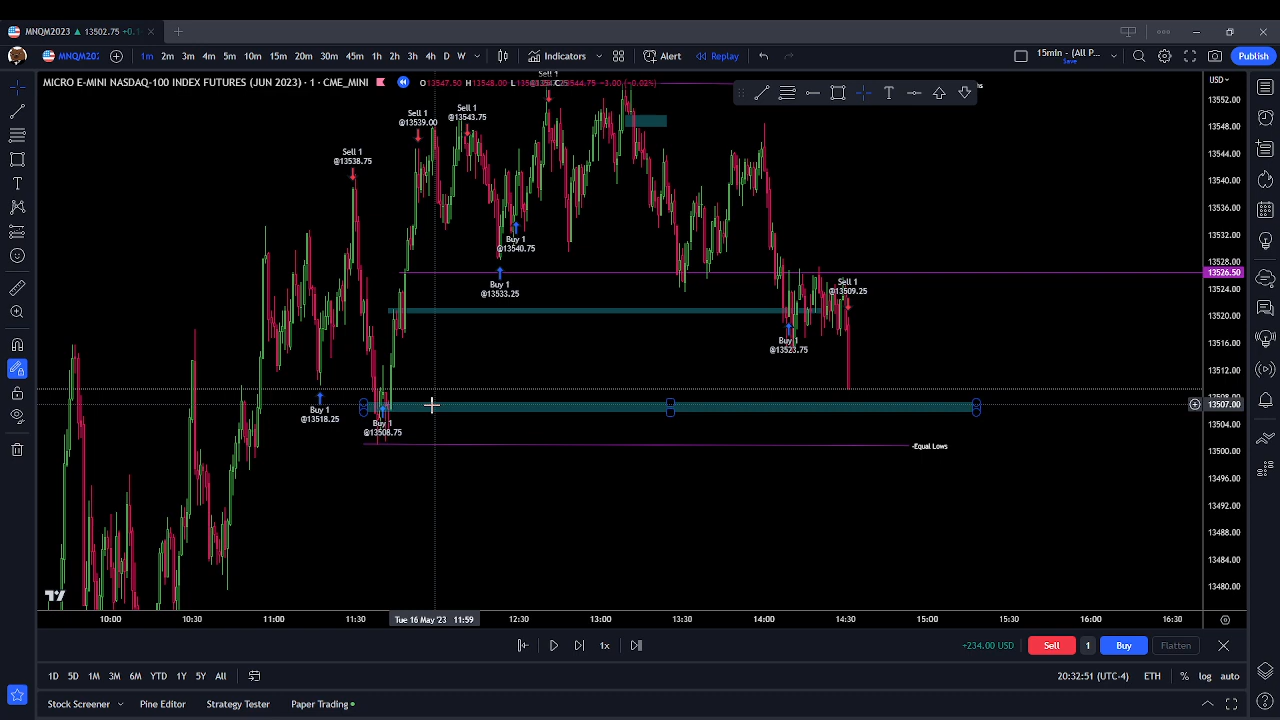 MNQM2023 ▲ 13502.75 +0.1
MNQM202: 1m 2m 3m 4m 5m 10m 15m 20m 30m 45m 1h 2h 3h 4h D W Indicators Alert Replay 15min - (All P... Save Publish
MICRO E-MINI NASDAQ-100 INDEX FUTURES (JUN 2023) · 1 · CME_MINI
-3.00 (-0.02%)
USD
Sell 1
Sell 1
@13543.75
Sell 1
@13539.00
Sell 1
@13538.75
Buy 1
@13540.75
Buy 1
@13533.25
Sell 1
@13509.25
Buy 1
@13523.75
Buy 1
@13518.25
Buy 1
@13508.75
-Equal Lows
13552.00
13548.00
13544.00
13540.00
13536.00
13532.00
13528.00
13526.50
13524.00
13520.00
13516.00
13512.00
13507.00
13504.00
13500.00
13496.00
13492.00
13488.00
13484.00
13480.00
10:00 10:30 11:00 11:30 Tue 16 May '23 11:59 12:30 13:00 13:30 14:00 14:30 15:00 15:30 16:00 16:30
1x +234.00 USD Sell 1 Buy Flatten
1D 5D 1M 3M 6M YTD 1Y 5Y All 20:32:51 (UTC-4) ETH % log auto
Stock Screener Pine Editor Strategy Tester Paper Trading